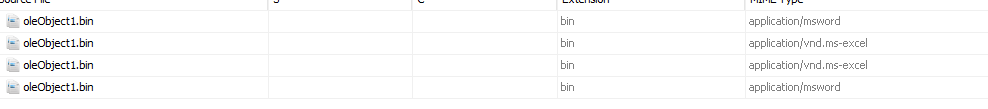 Source File S C Extension MIME Type
oleObject1.bin bin application/msword
oleObject1.bin bin application/vnd.ms-excel
oleObject1.bin bin application/vnd.ms-excel
oleObject1.bin bin application/msword